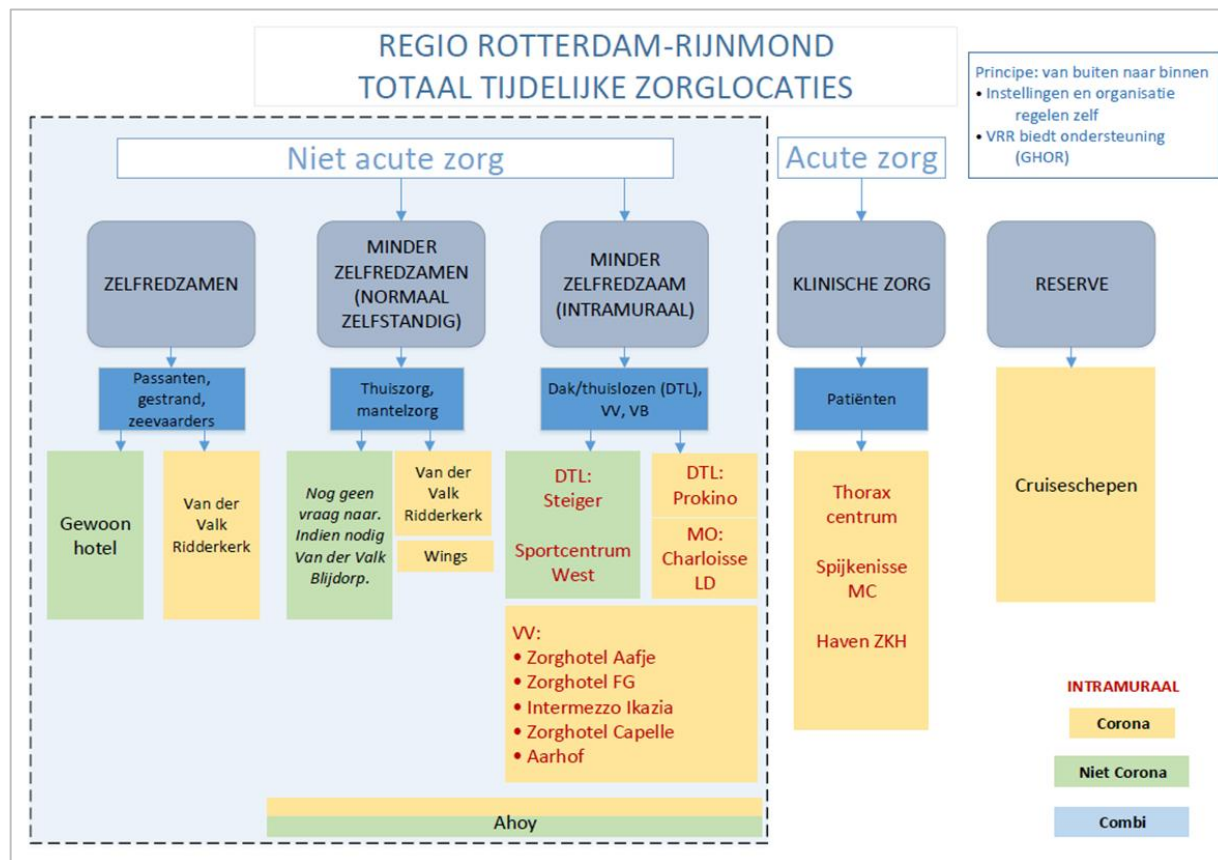 REGIO ROTTERDAM-RIJNMOND
TOTAAL TIJDELIJKE ZORGLOCATIES
Principe: van buiten naar binnen
• Instellingen en organisatie
regelen zelf
• VRR biedt ondersteuning
(GHOR)
Niet acute zorg
Acute zorg
ZELFREDZAMEN
MINDER
ZELFREDZAMEN
(NORMAAL
ZELFSTANDIG)
MINDER
ZELFREDZAAM
(INTRAMURAAL)
KLINISCHE ZORG
RESERVE
Passanten,
gestrand,
zeevaarders
Thuiszorg,
mantelzorg
Dak/thuislozen (DTL),
VV, VB
Patiënten
Gewoon
hotel
Van der
Valk
Ridderkerk
Nog geen
vraag naar.
Indien nodig
Van der Valk
Blijdorp.
Van der
Valk
Ridderkerk
Wings
DTL:
Steiger
Sportcentrum
West
DTL:
Prokino
MO:
Charloisse
LD
VV:
• Zorghotel Aafje
• Zorghotel FG
• Intermezzo Ikazia
• Zorghotel Capelle
• Aarhof
Thorax
centrum
Spijkenisse
MC
Haven ZKH
Cruiseschepen
Ahoy
INTRAMURAAL
Corona
Niet Corona
Combi